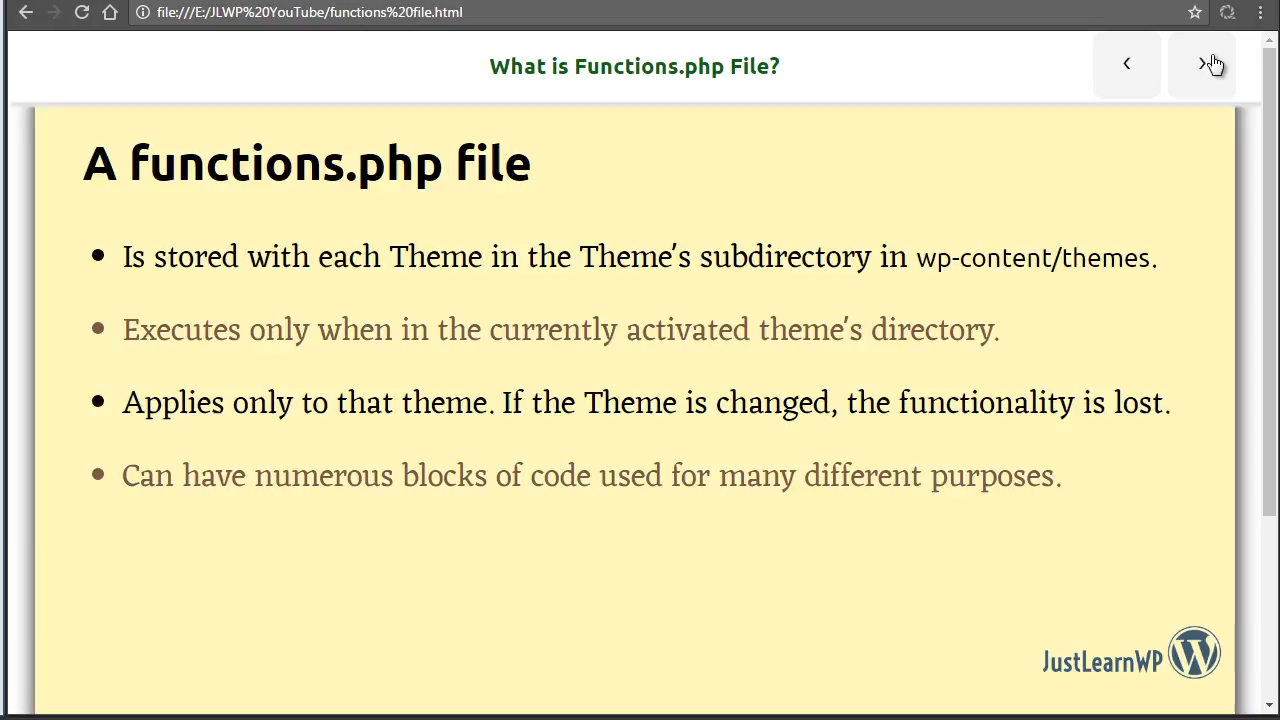 file:///E:/JLWP%20YouTube/functions%20file.html
What is Functions.php File?
‹
›
A functions.php file
• Is stored with each Theme in the Theme's subdirectory in wp-content/themes.
• Executes only when in the currently activated theme's directory.
• Applies only to that theme. If the Theme is changed, the functionality is lost.
• Can have numerous blocks of code used for many different purposes.
JustLearnWP